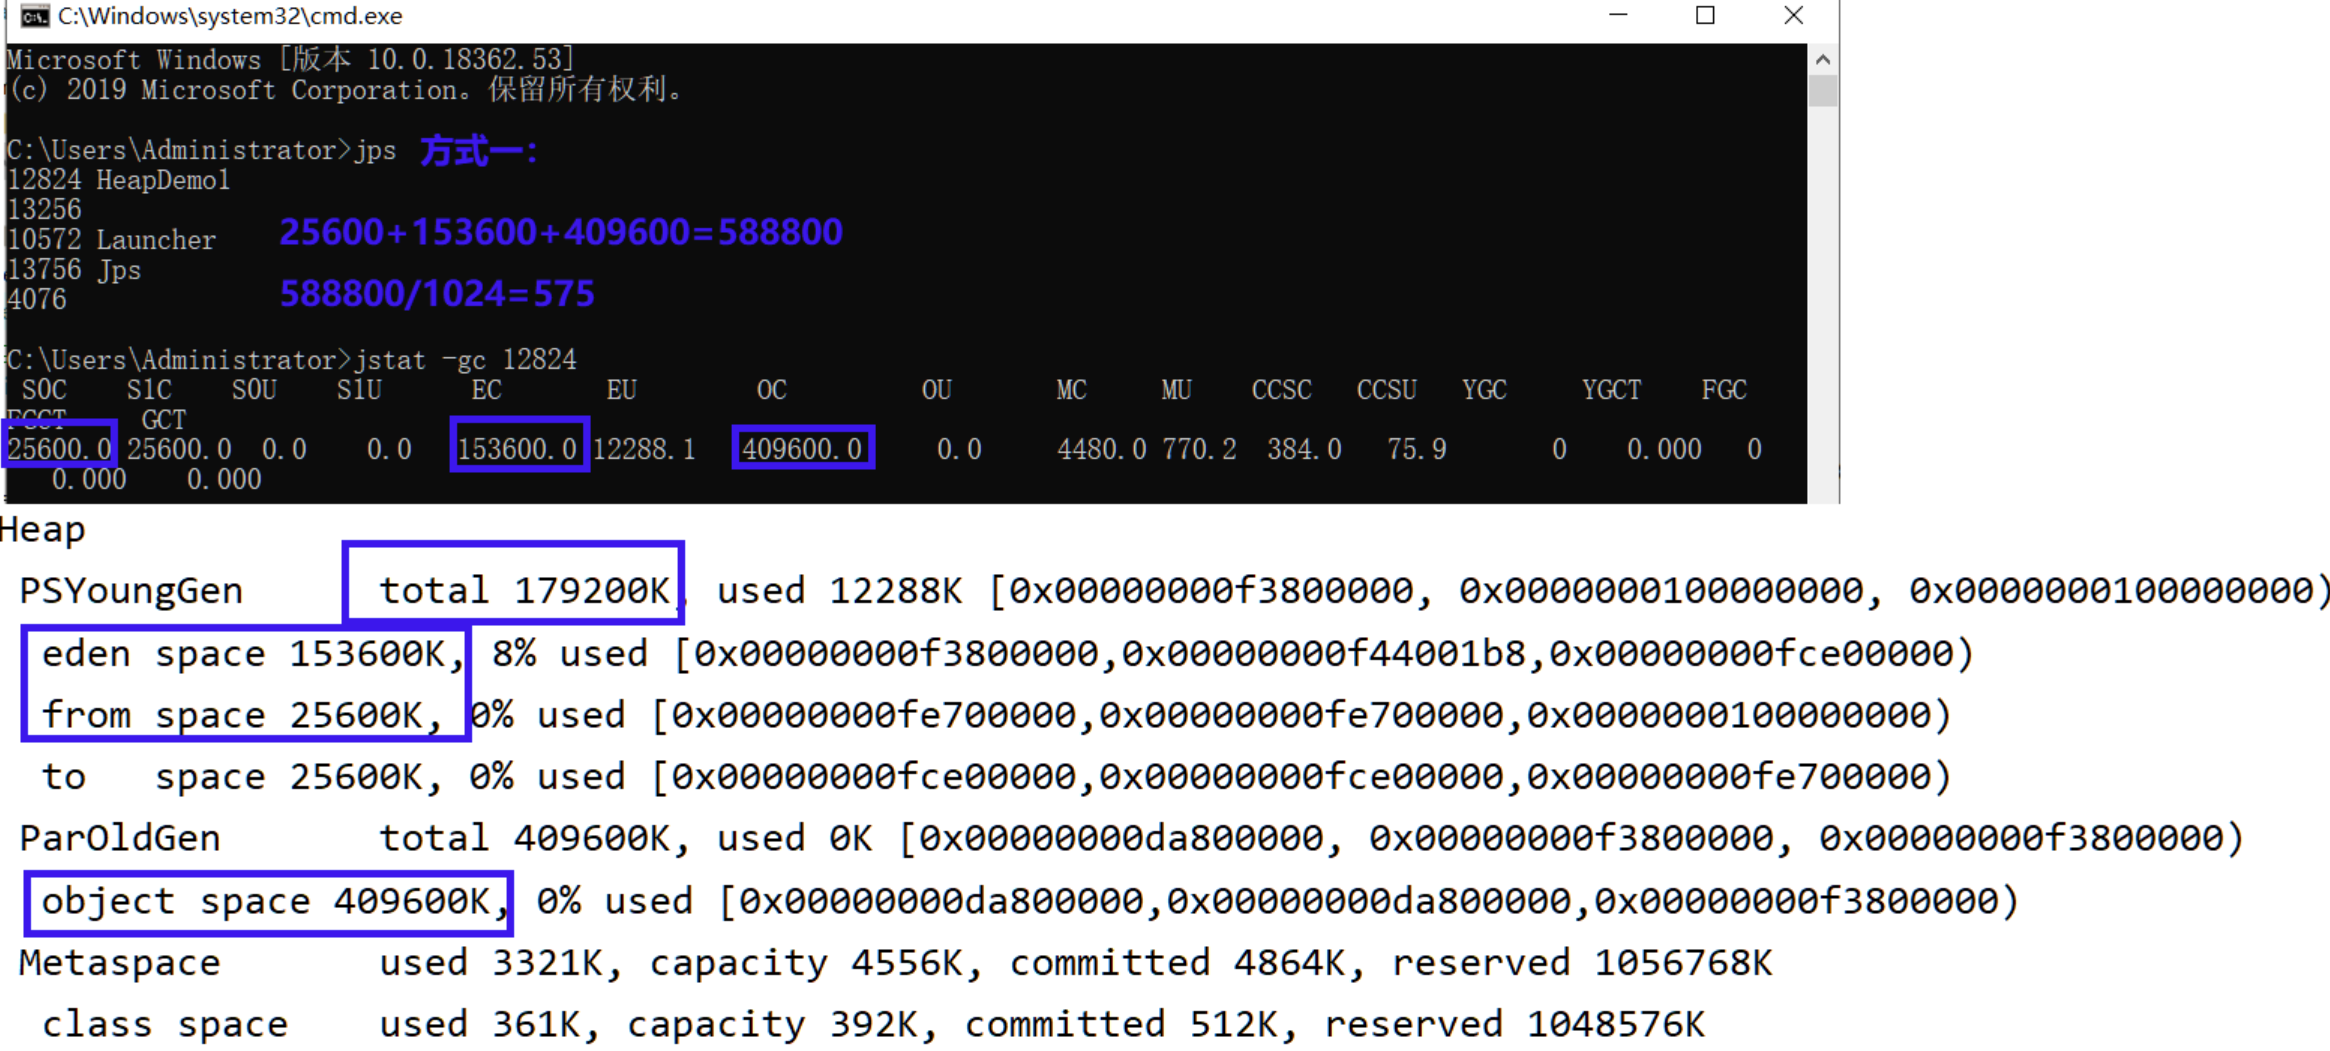 C:\Windows\system32\cmd.exe
Microsoft Windows [版本 10.0.18362.53]
(c) 2019 Microsoft Corporation。保留所有权利。
C:\Users\Administrator>jps 方式一:
12824 HeapDemo1
13256
25600+153600+409600=588800
10572 Launcher
13756 Jps
588800/1024=575
4076
C:\Users\Administrator>jstat -gc 12824
S0C S1C S0U S1U EC EU OC OU MC MU CCSC CCSU YGC YGCT FGC
FGCT GCT
25600.0 25600.0 0.0 0.0 153600.0 12288.1 409600.0 0.0 4480.0 770.2 384.0 75.9 0 0.000 0
0.000 0.000
Heap
PSYoungGen total 179200K, used 12288K [0x00000000f3800000, 0x0000000100000000, 0x0000000100000000)
eden space 153600K, 8% used [0x00000000f3800000,0x00000000f44001b8,0x00000000fce00000)
from space 25600K, 0% used [0x00000000fe700000,0x00000000fe700000,0x0000000100000000)
to space 25600K, 0% used [0x00000000fce00000,0x00000000fce00000,0x00000000fe700000)
ParOldGen total 409600K, used 0K [0x00000000da800000, 0x00000000f3800000, 0x00000000f3800000)
object space 409600K, 0% used [0x00000000da800000,0x00000000da800000,0x00000000f3800000)
Metaspace used 3321K, capacity 4556K, committed 4864K, reserved 1056768K
class space used 361K, capacity 392K, committed 512K, reserved 1048576K